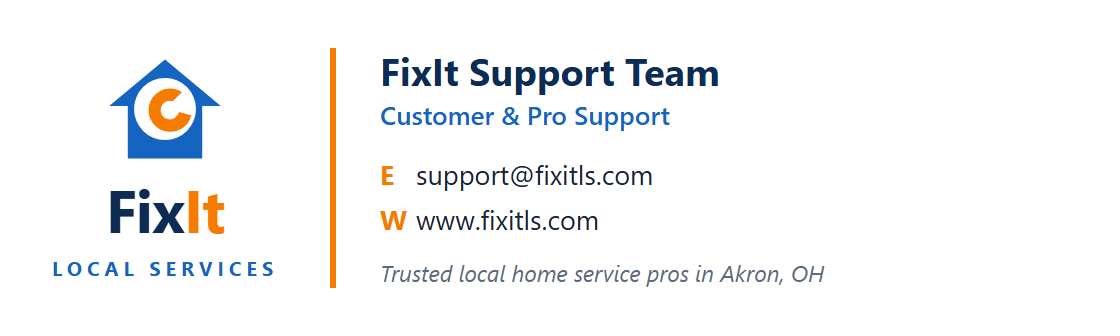 FixIt
LOCAL SERVICES
FixIt Support Team
Customer & Pro Support
E support@fixitls.com
W www.fixitls.com
Trusted local home service pros in Akron, OH